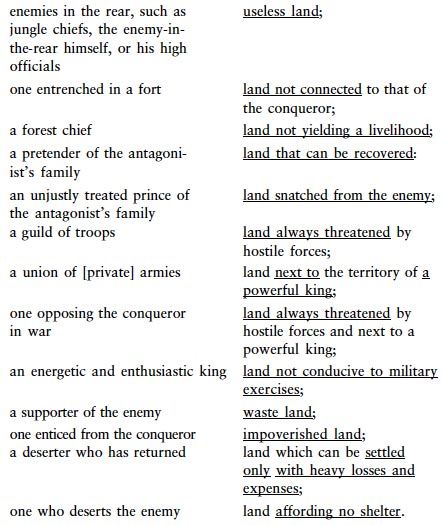 enemies in the rear, such as useless land;
jungle chiefs, the enemy-in-
the-rear himself, or his high
officials
one entrenched in a fort land not connected to that of
the conqueror;
a forest chief land not yielding a livelihood;
a pretender of the antagoni- land that can be recovered:
ist's family
an unjustly treated prince of land snatched from the enemy;
the antagonist's family
a guild of troops land always threatened by
hostile forces;
a union of [private] armies land next to the territory of a
powerful king;
one opposing the conqueror land always threatened by
in war hostile forces and next to a
powerful king;
an energetic and enthusiastic king land not conducive to military
exercises;
a supporter of the enemy waste land;
one enticed from the conqueror impoverished land;
a deserter who has returned land which can be settled
only with heavy losses and
expenses;
one who deserts the enemy land affording no shelter.